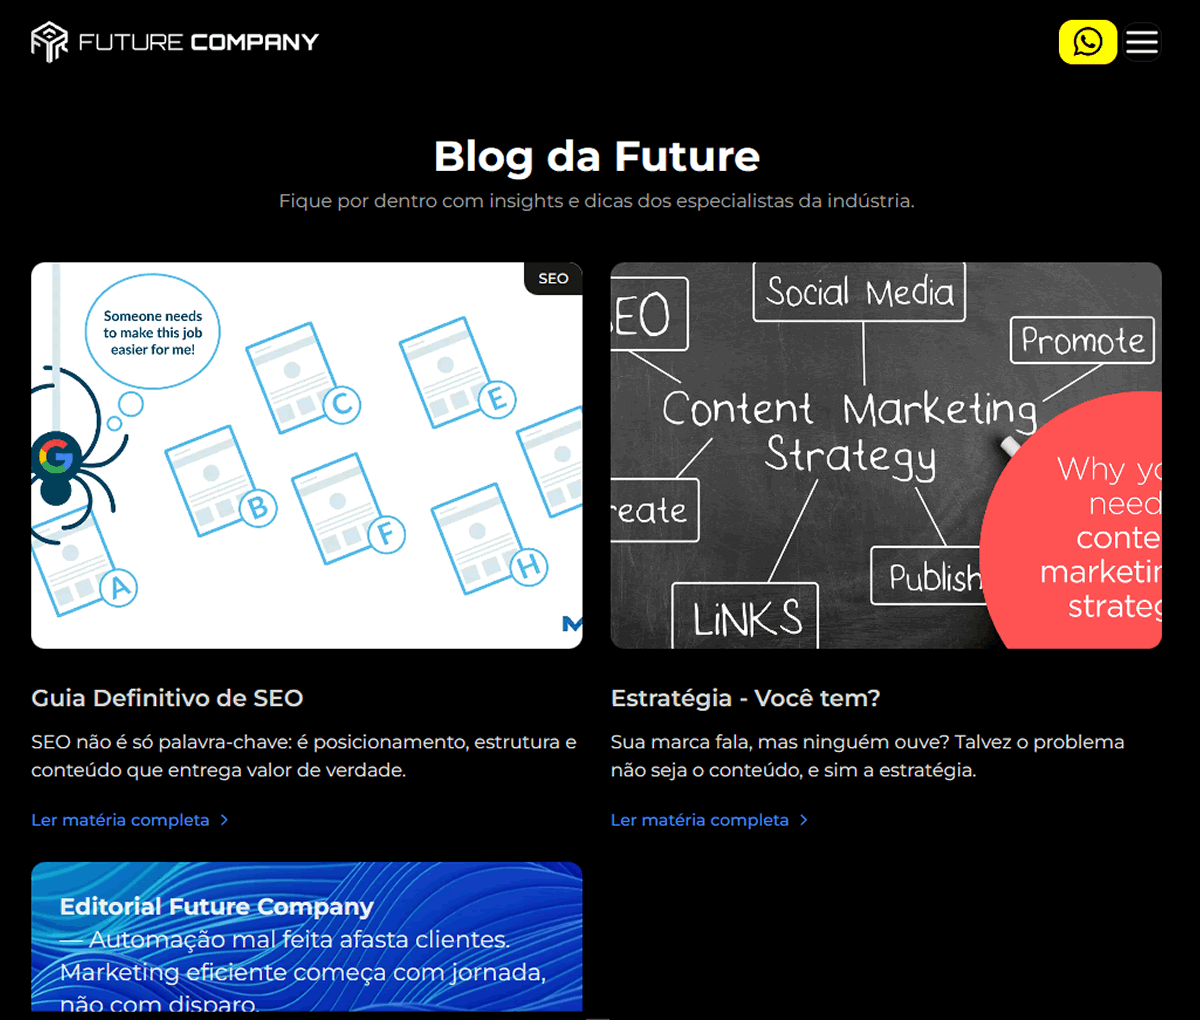 FUTURE COMPANY
Blog da Future
Fique por dentro com insights e dicas dos especialistas da indústria.
SEO
Someone needs
to make this job
easier for me!
C
E
B
F
A
H
EO
Social Media
Promote
Content Marketing
Strategy
reate
Publish
LiNKS
Why yo
need
conte
marketin
strateg
Guia Definitivo de SEO
SEO não é só palavra-chave: é posicionamento, estrutura e
conteúdo que entrega valor de verdade.
Ler matéria completa
Estratégia - Você tem?
Sua marca fala, mas ninguém ouve? Talvez o problema
não seja o conteúdo, e sim a estratégia.
Ler matéria completa
Editorial Future Company
— Automação mal feita afasta clientes.
Marketing eficiente começa com jornada,
não com disparo.